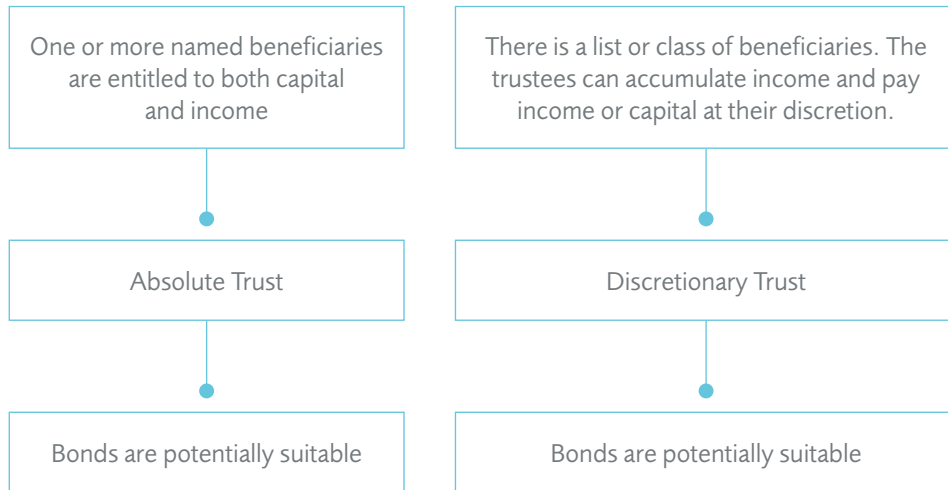 One or more named beneficiaries
are entitled to both capital
and income
There is a list or class of beneficiaries. The
trustees can accumulate income and pay
income or capital at their discretion.
Absolute Trust
Discretionary Trust
Bonds are potentially suitable
Bonds are potentially suitable